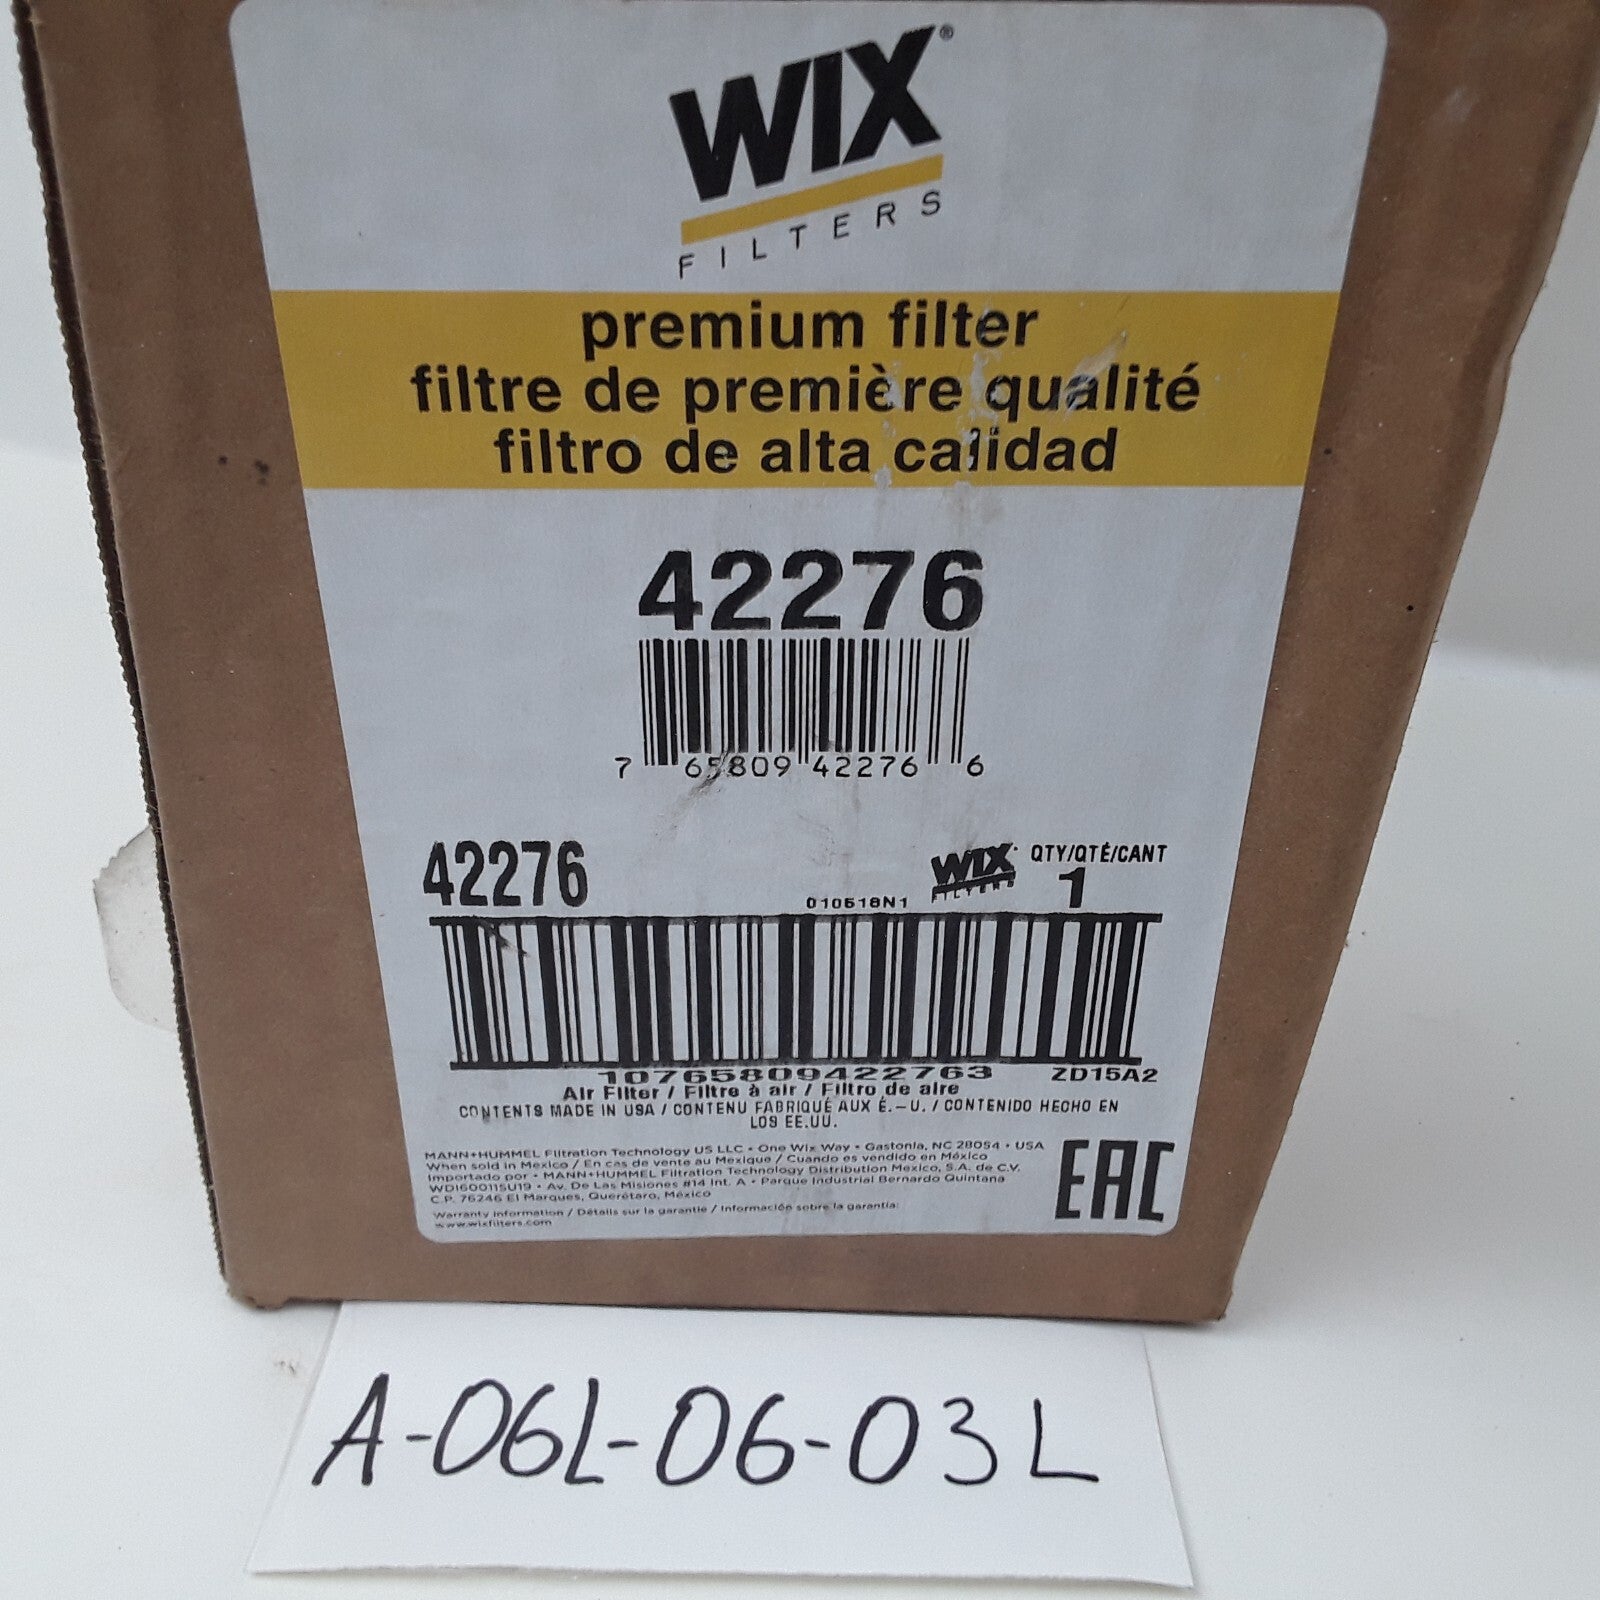 WIX®
FILTERS
premium filter
filtre de première qualité
filtro de alta calidad
42276
7 65809 42276 6
42276
WIX
FILTERS
QTY/QTÉ/CANT
1
010518N1
10765809422763
ZD15A2
Air Filter / Filtre à air / Filtro de aire
CONTENTS MADE IN USA / CONTENU FABRIQUÉ AUX É.-U. / CONTENIDO HECHO EN
LOS EE.UU.
MANN+HUMMEL Filtration Technology US LLC • One Wix Way • Gastonia, NC 28054 • USA
When sold in Mexico / En cas de vente au Mexique / Cuando es vendido en México
Importado por • MANN+HUMMEL Filtration Technology Distribution Mexico, S.A. de C.V.
WDI600115U19 • Av. De Las Misiones #14 Int. A • Parque Industrial Bernardo Quintana
C.P. 76246 El Marques, Querétaro, México
Warranty information / Détails sur la garantie / Información sobre la garantía:
www.wixfilters.com
EAC
A-06L-06-03L